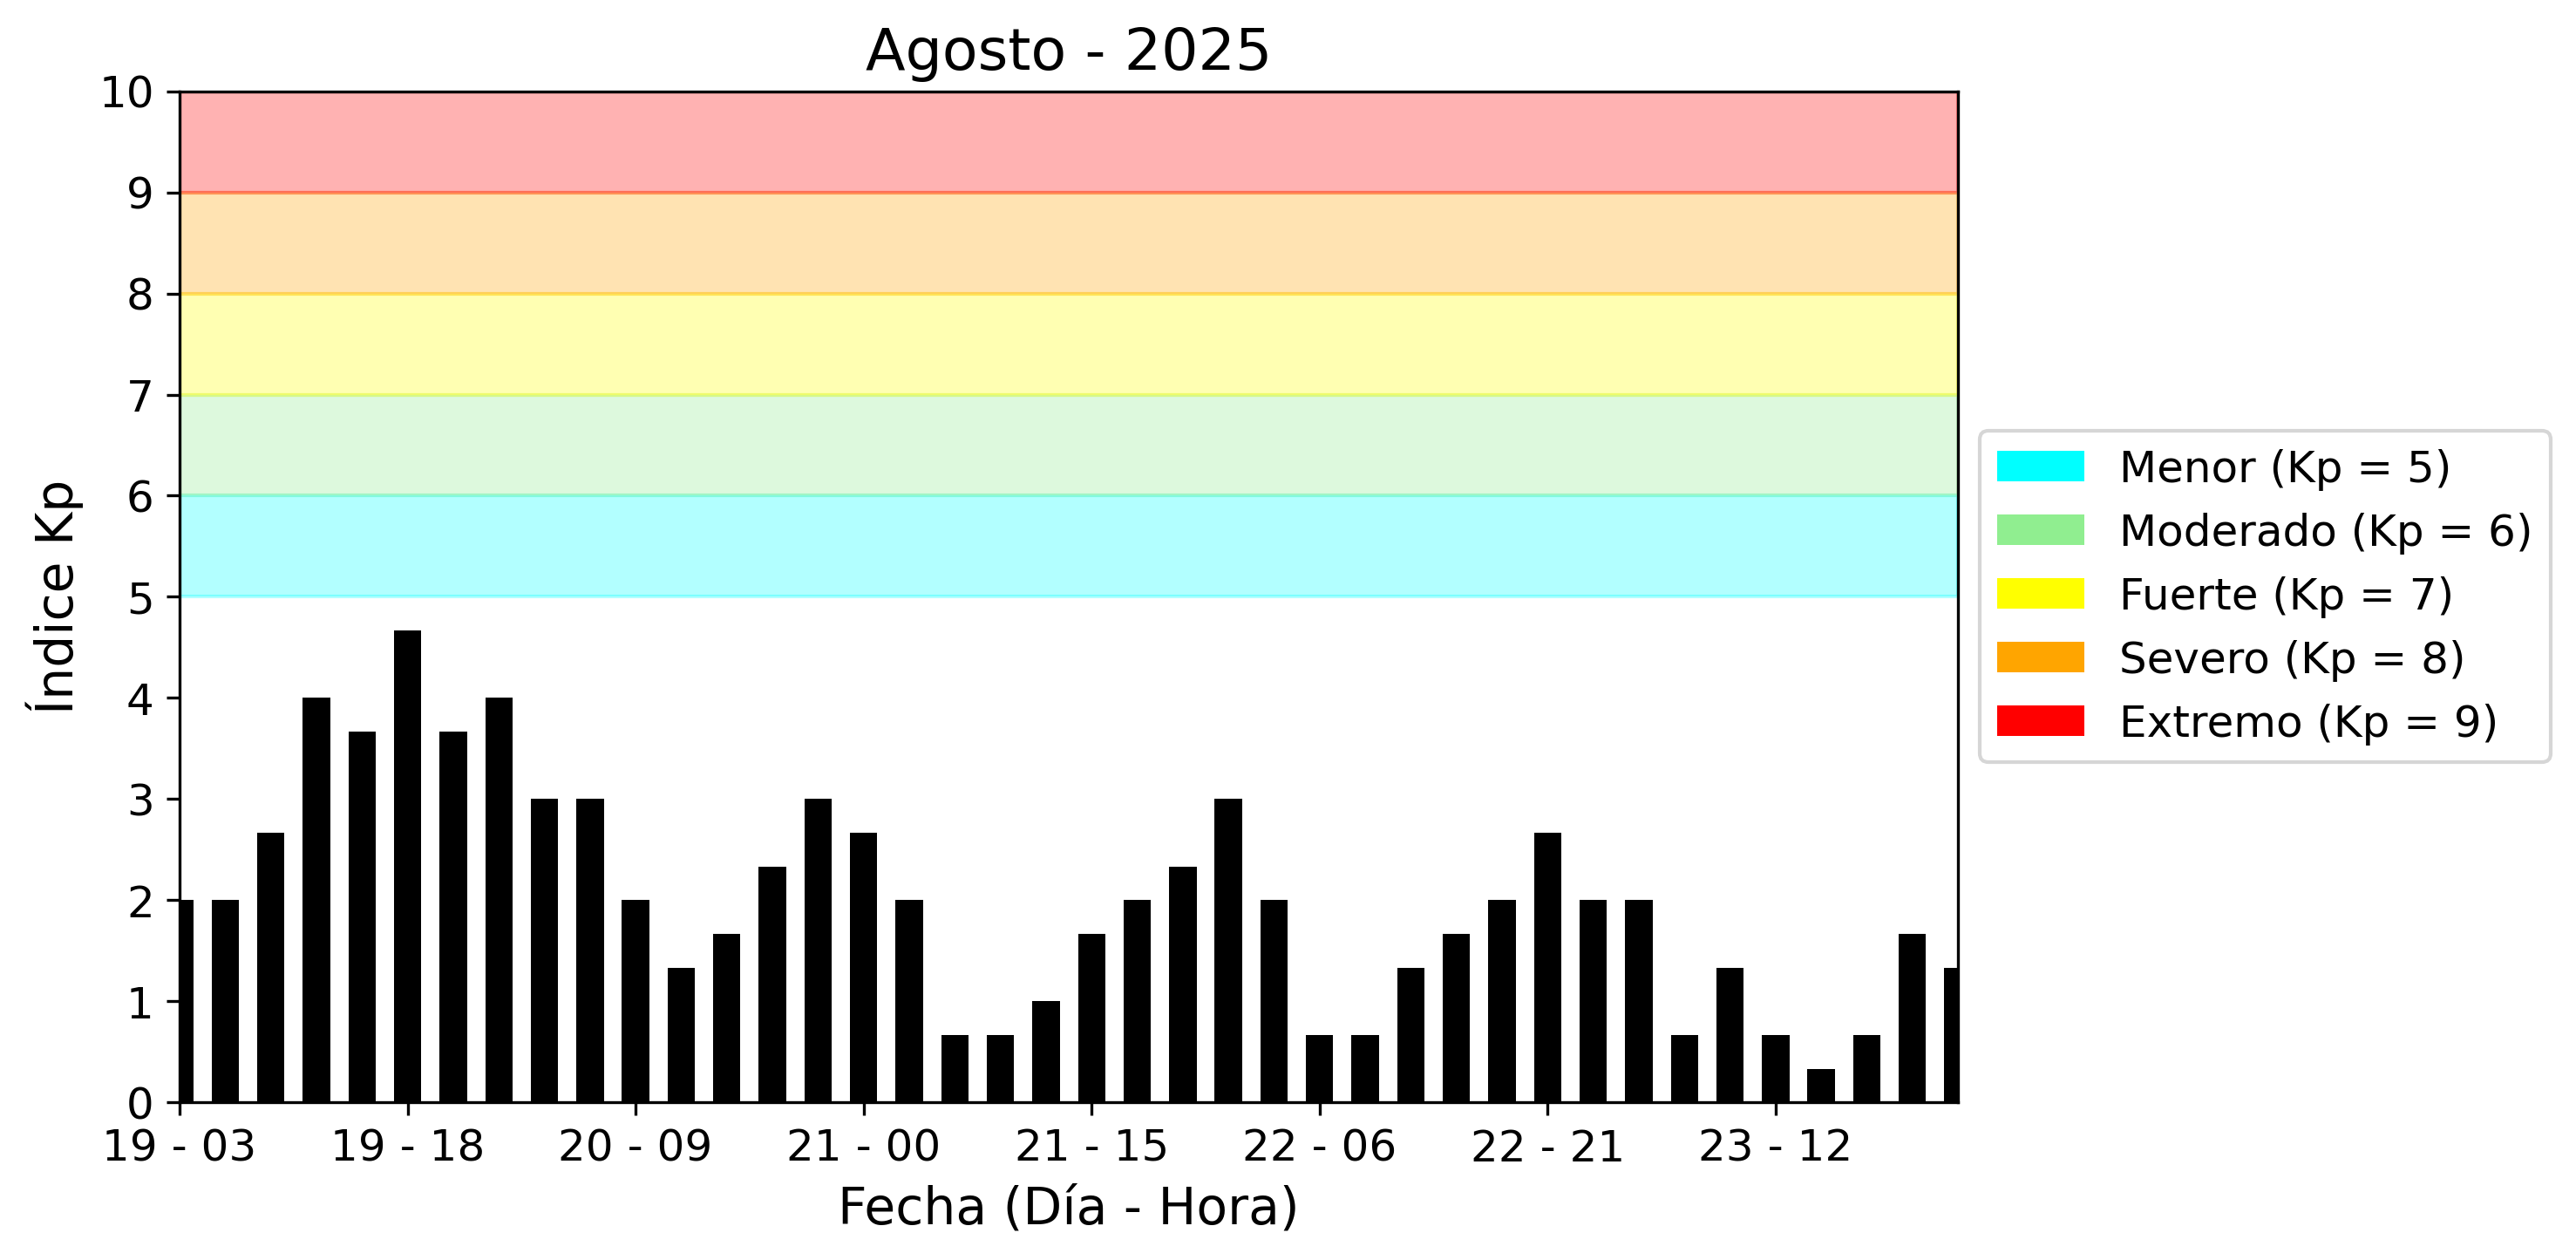 Agosto - 2025
Índice Kp
10
9
8
7
6
5
4
3
2
1
0
19 - 03
19 - 18
20 - 09
21 - 00
21 - 15
22 - 06
22 - 21
23 - 12
Fecha (Día - Hora)
Menor (Kp = 5)
Moderado (Kp = 6)
Fuerte (Kp = 7)
Severo (Kp = 8)
Extremo (Kp = 9)